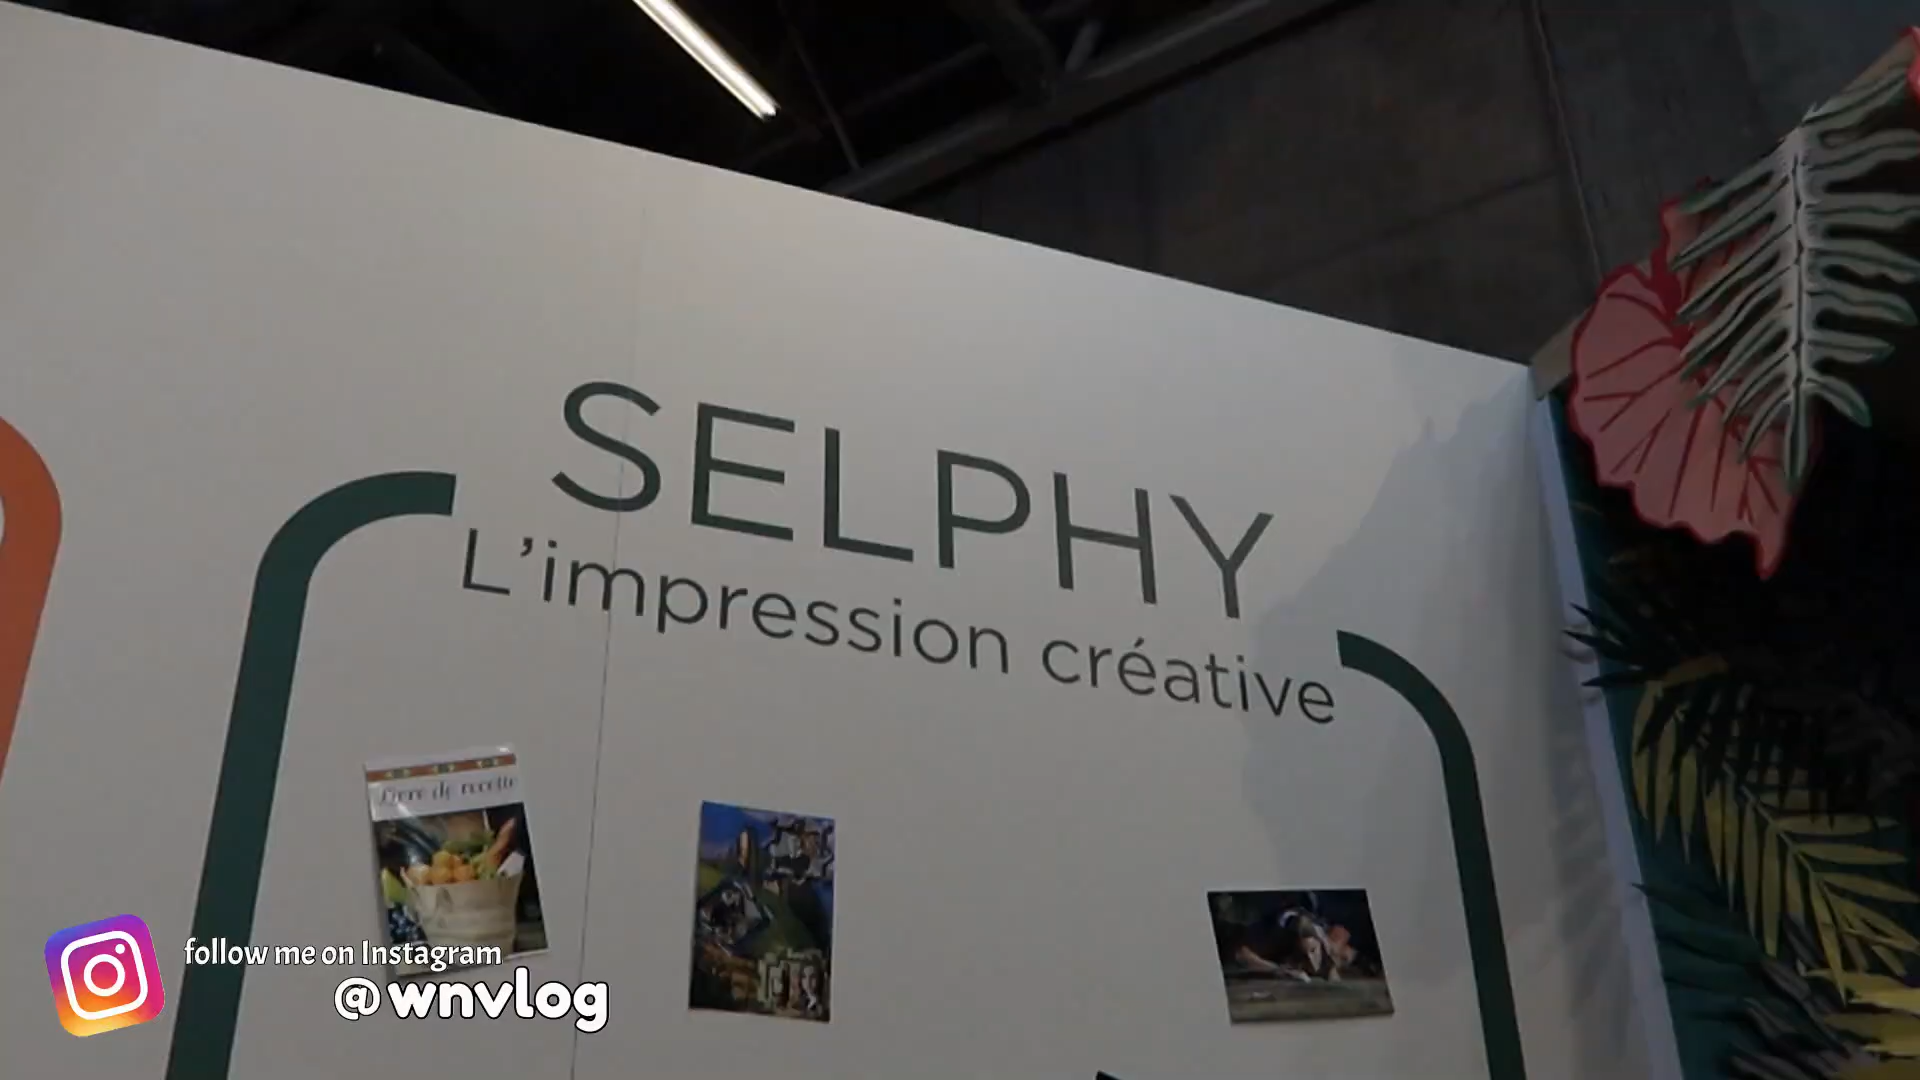 SELPHY
L'impression créative
Livre de recette
follow me on Instagram
@wnvlog